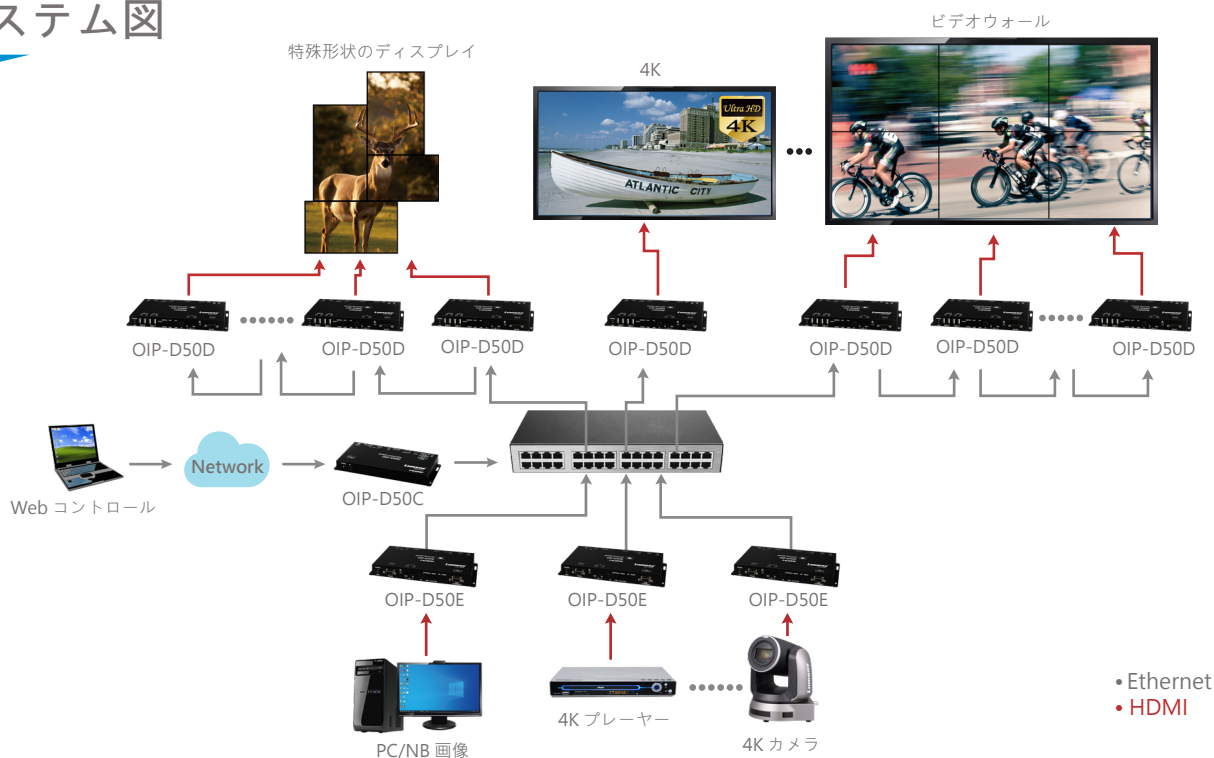 ステム図
ビデオウォール
特殊形状のディスプレイ
4K
Ultra HD
4K
ATLANTIC CITY
OIP-D50D
OIP-D50D
OIP-D50D
OIP-D50D
OIP-D50D
OIP-D50D
OIP-D50D
Network
Web コントロール
OIP-D50C
OIP-D50E
OIP-D50E
OIP-D50E
PC/NB 画像
4K プレーヤー
4K カメラ
• Ethernet
• HDMI